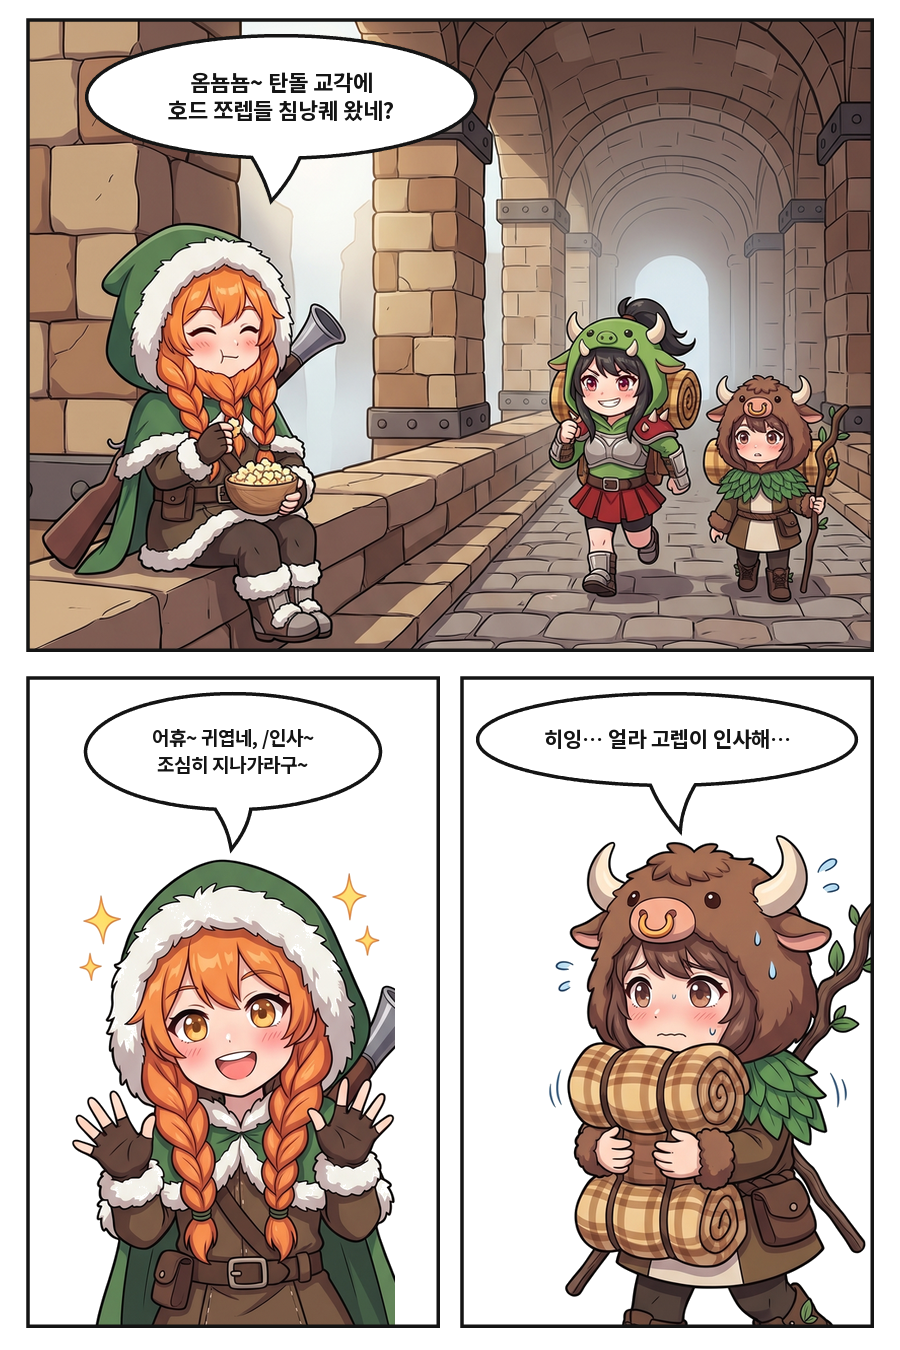 옴뇸뇸~ 탄돌 교각에
호드 쪼렙들 침낭퀘 왔네?
어휴~ 귀엽네, /인사~
조심히 지나가라구~
히잉… 얼라 고렙이 인사해…